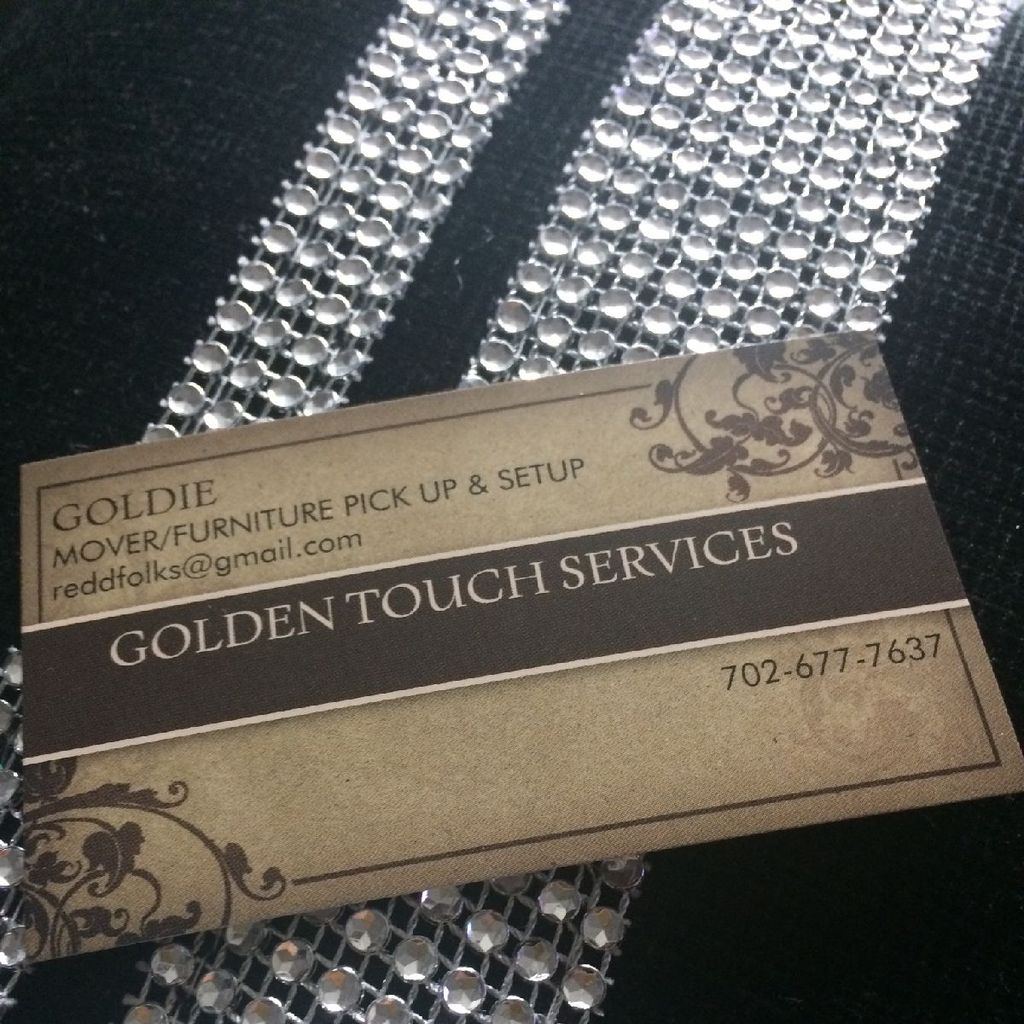 GOLDIE
MOVER/FURNITURE PICK UP & SETUP
reddfolks@gmail.com
GOLDEN TOUCH SERVICES
702-677-7637